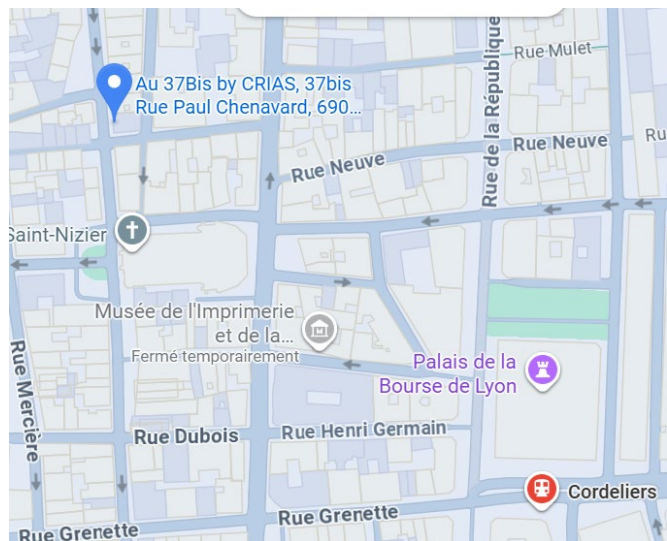 Rue Mulet
Au 37Bis by CRIAS, 37bis
Rue Paul Chenavard, 690...
Rue de la République
Rue Neuve
Rue Neuve
Ru
Saint-Nizier
Musée de l'Imprimerie
et de la...
Fermé temporairement
Palais de la
Bourse de Lyon
Rue Mercière
Rue Dubois
Rue Henri Germain
Cordeliers
Rue Grenette
Rue Grenette